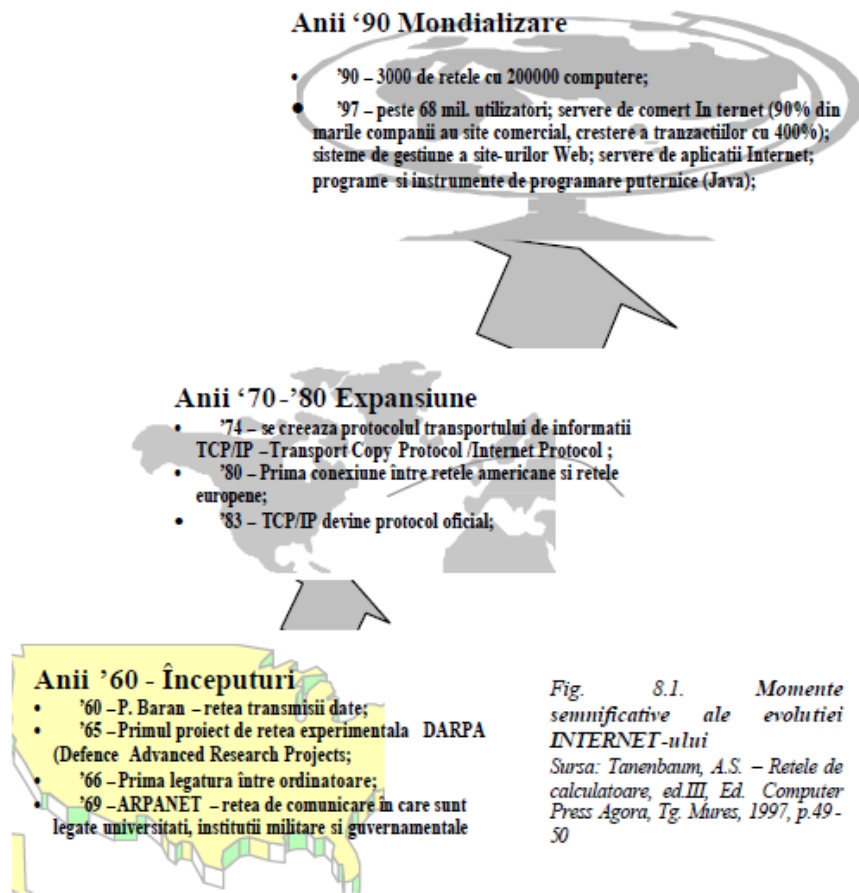 Anii ‘90 Mondializare
• ’90 – 3000 de retele cu 200000 computere;
• ’97 – peste 68 mil. utilizatori; servere de comert In ternet (90% din
marile companii au site comercial, crestere a tranzactiilor cu 400%);
sisteme de gestiune a site-urilor Web; servere de aplicatii Internet;
programe si instrumente de programare puternice (Java);
Anii ‘70-’80 Expansiune
• ’74 – se creeaza protocolul transportului de informatii
TCP/IP –Transport Copy Protocol /Internet Protocol ;
• ’80 – Prima conexiune între retele americane si retele
europene;
• ’83 – TCP/IP devine protocol oficial;
Anii ’60 - Începuturi
• ’60 – P. Baran – retea transmisii date;
• ’65 – Primul proiect de retea experimentala DARPA
(Defence Advanced Research Projects;
• ’66 – Prima legatura între ordinatoare;
• ’69 – ARPANET – retea de comunicare în care sunt
legate universitati, institutii militare si guvernamentale
Fig. 8.1. Momente
semnificative ale evolutiei
INTERNET-ului
Sursa: Tanenbaum, A.S. – Retele de
calculatoare, ed.III, Ed. Computer
Press Agora, Tg. Mures, 1997, p.49-
50